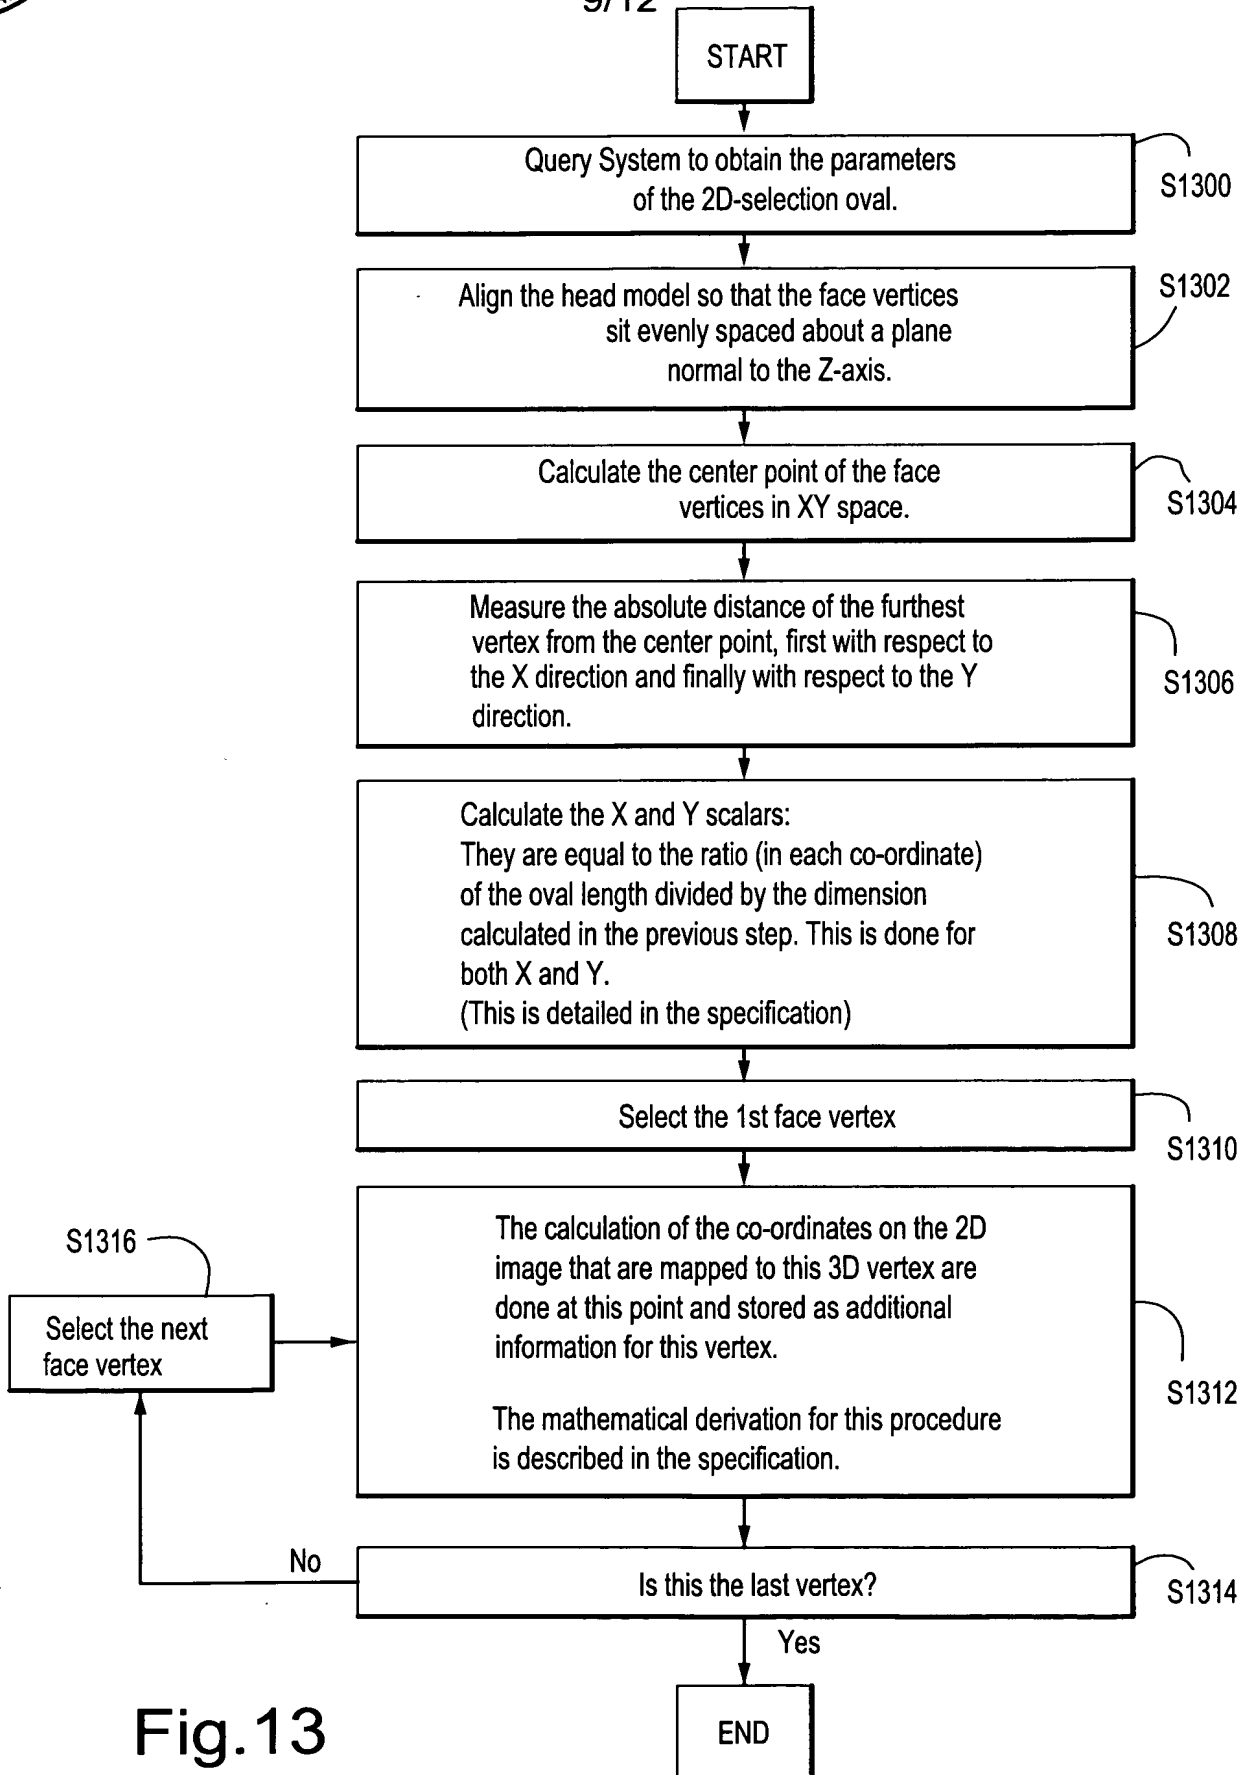 9/12
START
Query System to obtain the parameters
of the 2D-selection oval.
S1300
Align the head model so that the face vertices
sit evenly spaced about a plane
normal to the Z-axis.
S1302
Calculate the center point of the face
vertices in XY space.
S1304
Measure the absolute distance of the furthest
vertex from the center point, first with respect to
the X direction and finally with respect to the Y
direction.
S1306
Calculate the X and Y scalars:
They are equal to the ratio (in each co-ordinate)
of the oval length divided by the dimension
calculated in the previous step. This is done for
both X and Y.
(This is detailed in the specification)
S1308
Select the 1st face vertex
S1310
S1316
Select the next
face vertex
The calculation of the co-ordinates on the 2D
image that are mapped to this 3D vertex are
done at this point and stored as additional
information for this vertex.
The mathematical derivation for this procedure
is described in the specification.
S1312
No
Is this the last vertex?
S1314
Yes
END
Fig.13